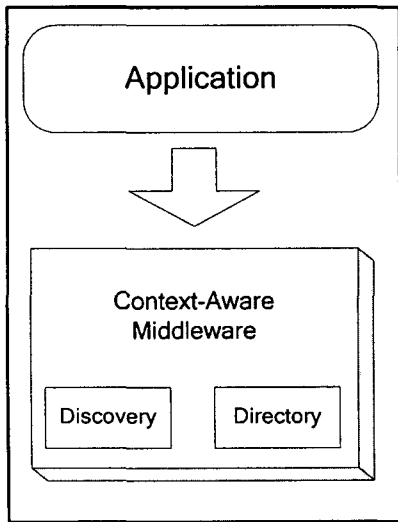 Application
Context-Aware
Middleware
Discovery
Directory